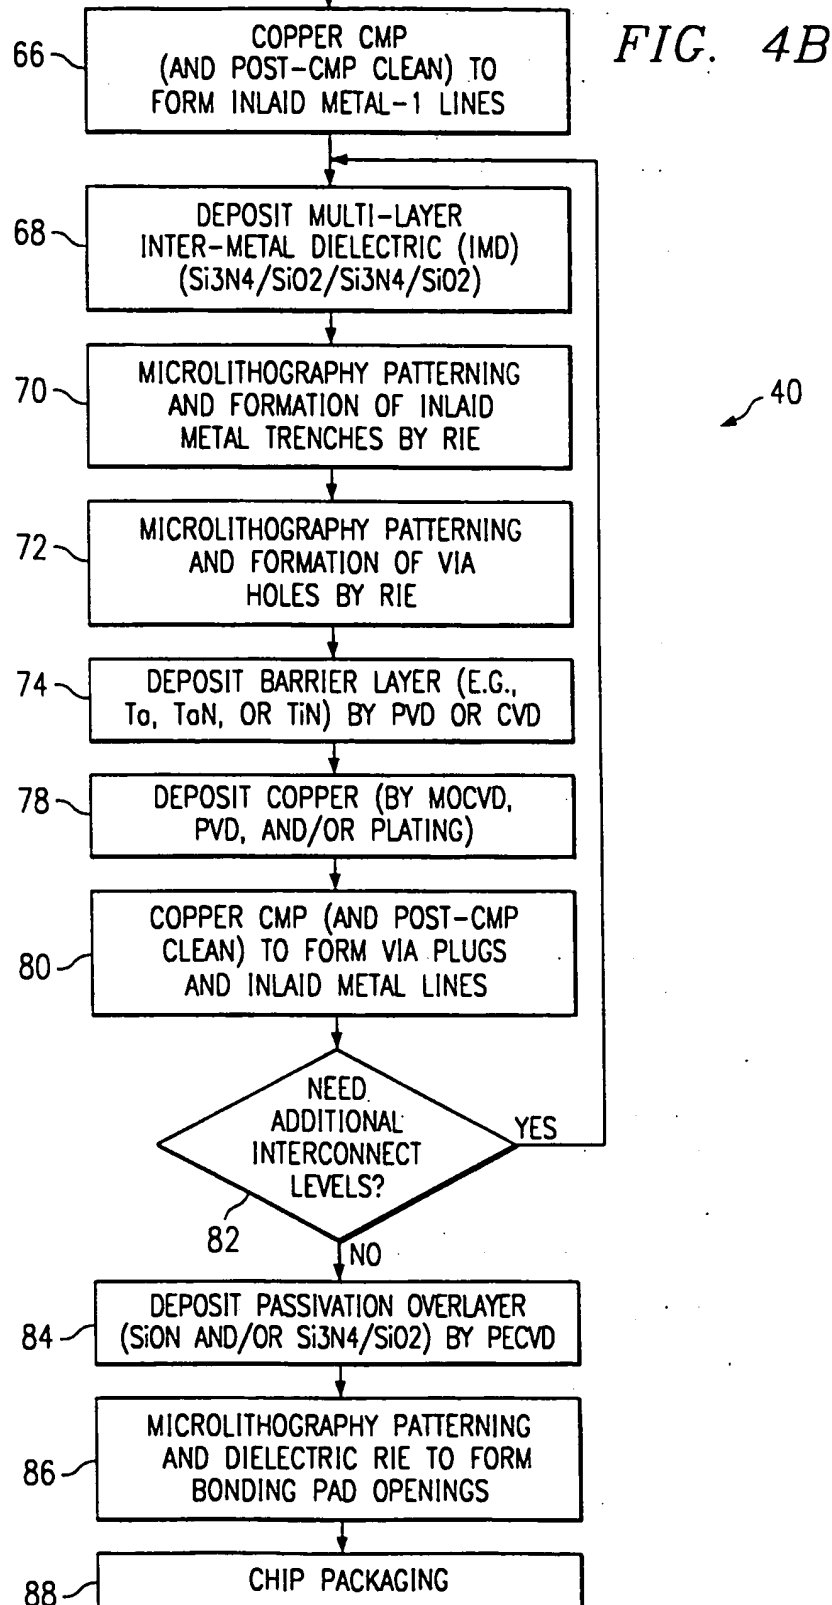 FIG. 4B
66
COPPER CMP
(AND POST-CMP CLEAN) TO
FORM INLAID METAL-1 LINES
68
DEPOSIT MULTI-LAYER
INTER-METAL DIELECTRIC (IMD)
(Si3N4/SiO2/Si3N4/SiO2)
40
70
MICROLITHOGRAPHY PATTERNING
AND FORMATION OF INLAID
METAL TRENCHES BY RIE
72
MICROLITHOGRAPHY PATTERNING
AND FORMATION OF VIA
HOLES BY RIE
74
DEPOSIT BARRIER LAYER (E.G.,
Ta, TaN, OR TiN) BY PVD OR CVD
78
DEPOSIT COPPER (BY MOCVD,
PVD, AND/OR PLATING)
80
COPPER CMP (AND POST-CMP
CLEAN) TO FORM VIA PLUGS
AND INLAID METAL LINES
NEED
ADDITIONAL
INTERCONNECT
LEVELS?
YES
82
NO
84
DEPOSIT PASSIVATION OVERLAYER
(SiON AND/OR Si3N4/SiO2) BY PECVD
86
MICROLITHOGRAPHY PATTERNING
AND DIELECTRIC RIE TO FORM
BONDING PAD OPENINGS
88
CHIP PACKAGING